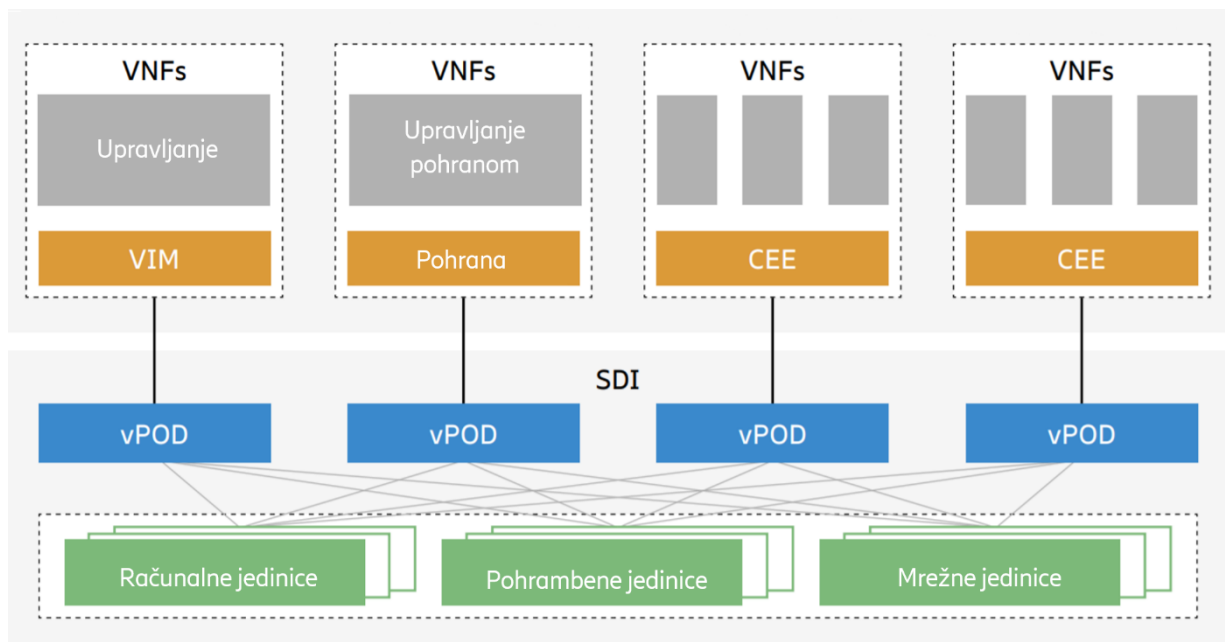 VNFs
VNFs
VNFs
VNFs
Upravljanje
Upravljanje
pohranom
VIM
Pohrana
CEE
CEE
SDI
vPOD
vPOD
vPOD
vPOD
Računalne jedinice
Pohrambene jedinice
Mrežne jedinice